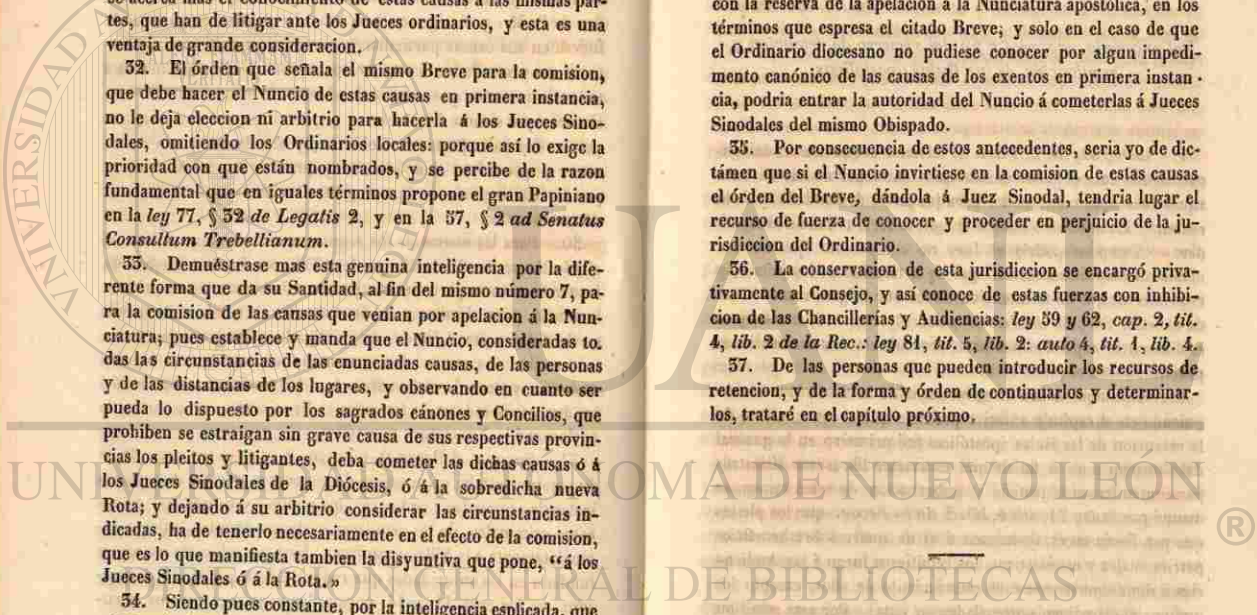 se acerca mas el conocimiento de estas causas á las mismas par-
tes, que han de litigar ante los Jueces ordinarios, y esta es una
ventaja de grande consideracion.
32. El órden que señala el mismo Breve para la comision,
que debe hacer el Nuncio de estas causas en primera instancia,
no le deja eleccion ni arbitrio para hacerla á los Jueces Sino-
dales, omitiendo los Ordinarios locales: porque así lo exige la
prioridad con que están nombrados, y se percibe de la razon
fundamental que en iguales términos propone el gran Papiniano
en la ley 77, § 32 de Legatis 2, y en la 57, § 2 ad Senatus
Consultum Trebellianum.
33. Demuéstrase mas esta genuina inteligencia por la dife-
rente forma que da su Santidad, al fin del mismo número 7, pa-
ra la comision de las causas que venian por apelacion á la Nun-
ciatura; pues establece y manda que el Nuncio, consideradas to.
das las circunstancias de las enunciadas causas, de las personas
y de las distancias de los lugares, y observando en cuanto ser
pueda lo dispuesto por los sagrados cánones y Concilios, que
prohiben se estraigan sin grave causa de sus respectivas provin-
cias los pleitos y litigantes, deba cometer las dichas causas ó á
los Jueces Sinodales de la Diócesis, ó á la sobredicha nueva
Rota; y dejando á su arbitrio considerar las circunstancias in-
dicadas, ha de tenerlo necesariamente en el efecto de la comision,
que es lo que manifiesta tambien la disyuntiva que pone, “á los
Jueces Sinodales ó á la Rota.»
34. Siendo pues constante, por la inteligencia esplicada, que
con la reserva de la apelacion á la Nunciatura apostólica, en los
términos que espresa el citado Breve; y solo en el caso de que
el Ordinario diocesano no pudiese conocer por algun impedi-
mento canónico de las causas de los exentos en primera instan-
cia, podria entrar la autoridad del Nuncio á cometerlas á Jueces
Sinodales del mismo Obispado.
35. Por consecuencia de estos antecedentes, seria yo de dic-
támen que si el Nuncio invirtiese en la comision de estas causas
el órden del Breve, dándola á Juez Sinodal, tendria lugar el
recurso de fuerza de conocer y proceder en perjuicio de la ju-
risdiccion del Ordinario.
36. La conservacion de esta jurisdiccion se encargó priva-
tivamente al Consejo, y así conoce de estas fuerzas con inhibi-
cion de las Chancillerías y Audiencias: ley 59 y 62, cap. 2, tit.
4, lib. 2 de la Rec.: ley 81, tit. 5, lib. 2: auto 4, tit. 1, lib. 4.
37. De las personas que pueden introducir los recursos de
retencion, y de la forma y órden de continuarlos y determinar-
los, trataré en el capítulo próximo.
UANL
UNIVERSIDAD AUTÓNOMA DE NUEVO LEÓN
®
DIRECCIÓN GENERAL DE BIBLIOTECAS